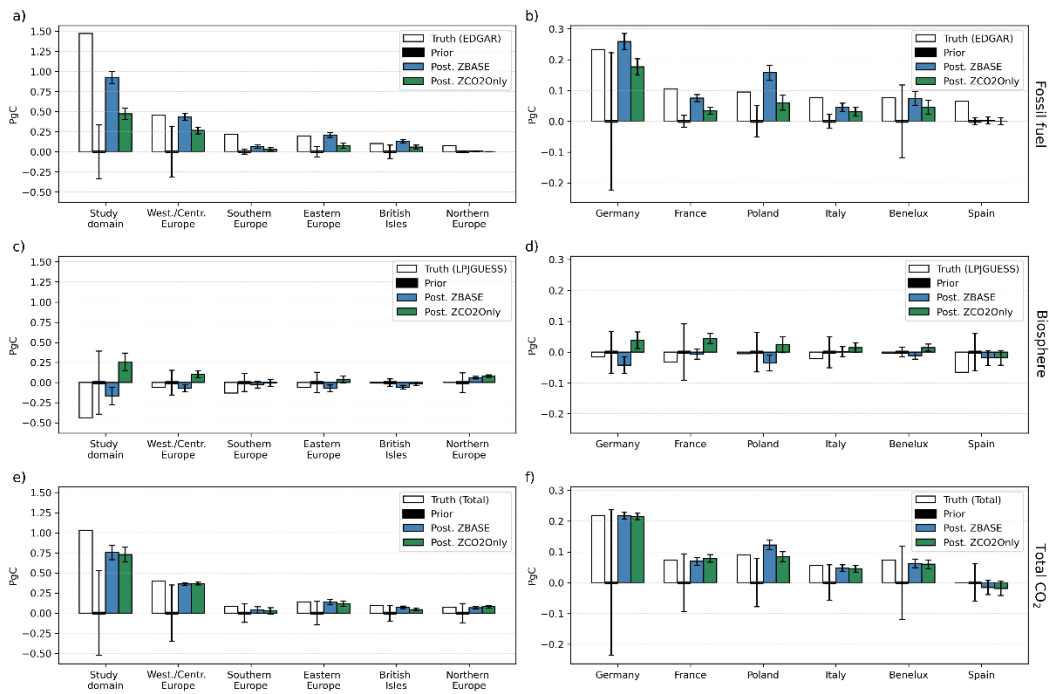 a)
1.50
1.25
1.00
0.75
0.50
0.25
0.00
−0.25
−0.50
PgC
Truth (EDGAR)
Prior
Post. ZBASE
Post. ZCO2Only
Study domain
West./Centr. Europe
Southern Europe
Eastern Europe
British Isles
Northern Europe
b)
0.3
0.2
0.1
0.0
−0.1
−0.2
PgC
Truth (EDGAR)
Prior
Post. ZBASE
Post. ZCO2Only
Germany
France
Poland
Italy
Benelux
Spain
Fossil fuel
c)
1.50
1.25
1.00
0.75
0.50
0.25
0.00
−0.25
−0.50
PgC
Truth (LPJGUESS)
Prior
Post. ZBASE
Post. ZCO2Only
Study domain
West./Centr. Europe
Southern Europe
Eastern Europe
British Isles
Northern Europe
d)
0.3
0.2
0.1
0.0
−0.1
−0.2
PgC
Truth (LPJGUESS)
Prior
Post. ZBASE
Post. ZCO2Only
Germany
France
Poland
Italy
Benelux
Spain
Biosphere
e)
1.50
1.25
1.00
0.75
0.50
0.25
0.00
−0.25
−0.50
PgC
Truth (Total)
Prior
Post. ZBASE
Post. ZCO2Only
Study domain
West./Centr. Europe
Southern Europe
Eastern Europe
British Isles
Northern Europe
f)
0.3
0.2
0.1
0.0
−0.1
−0.2
PgC
Truth (Total)
Prior
Post. ZBASE
Post. ZCO2Only
Germany
France
Poland
Italy
Benelux
Spain
Total CO₂